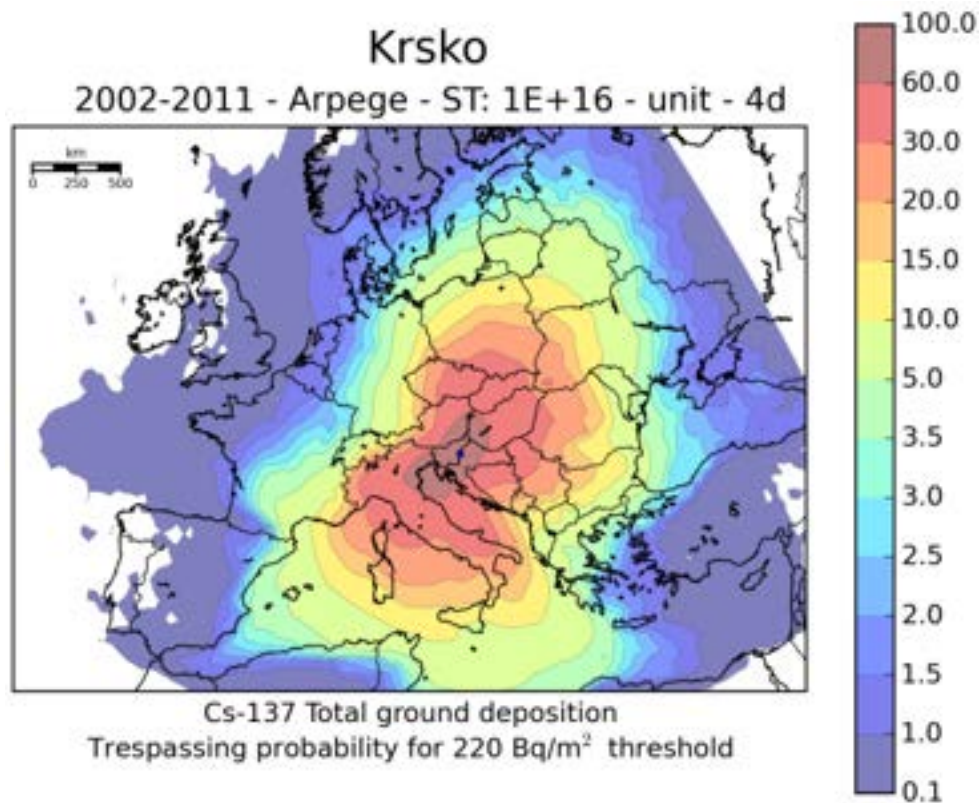 Krsko
2002-2011 - Arpege - ST: 1E+16 - unit - 4d
km
0 250 500
100.0
60.0
30.0
20.0
15.0
10.0
5.0
3.5
3.0
2.5
2.0
1.5
1.0
0.1
Cs-137 Total ground deposition
Trespassing probability for 220 Bq/m² threshold